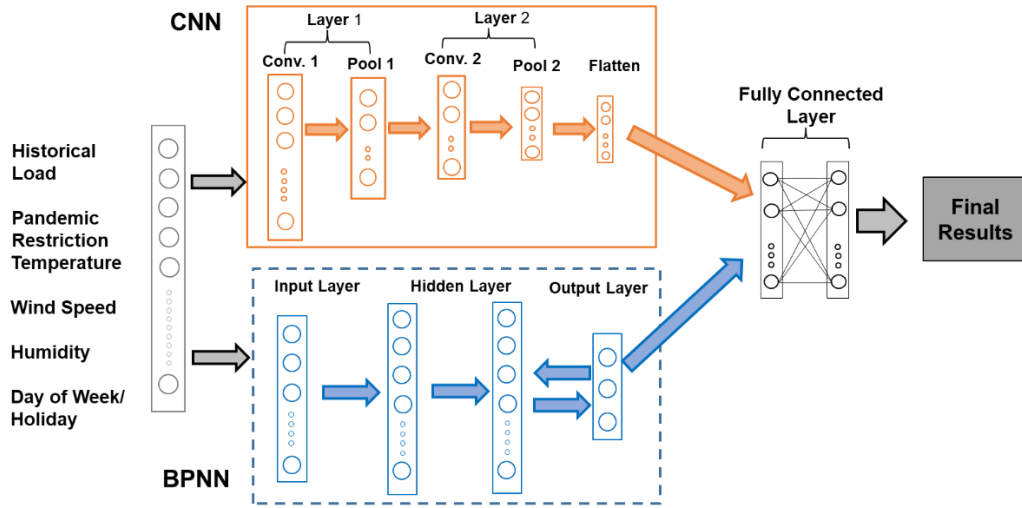 CNN
Layer 1
Layer 2
Conv. 1
Pool 1
Conv. 2
Pool 2
Flatten
Historical
Load
Pandemic
Restriction
Temperature
Wind Speed
Humidity
Day of Week/
Holiday
Input Layer
Hidden Layer
Output Layer
BPNN
Fully Connected
Layer
Final
Results